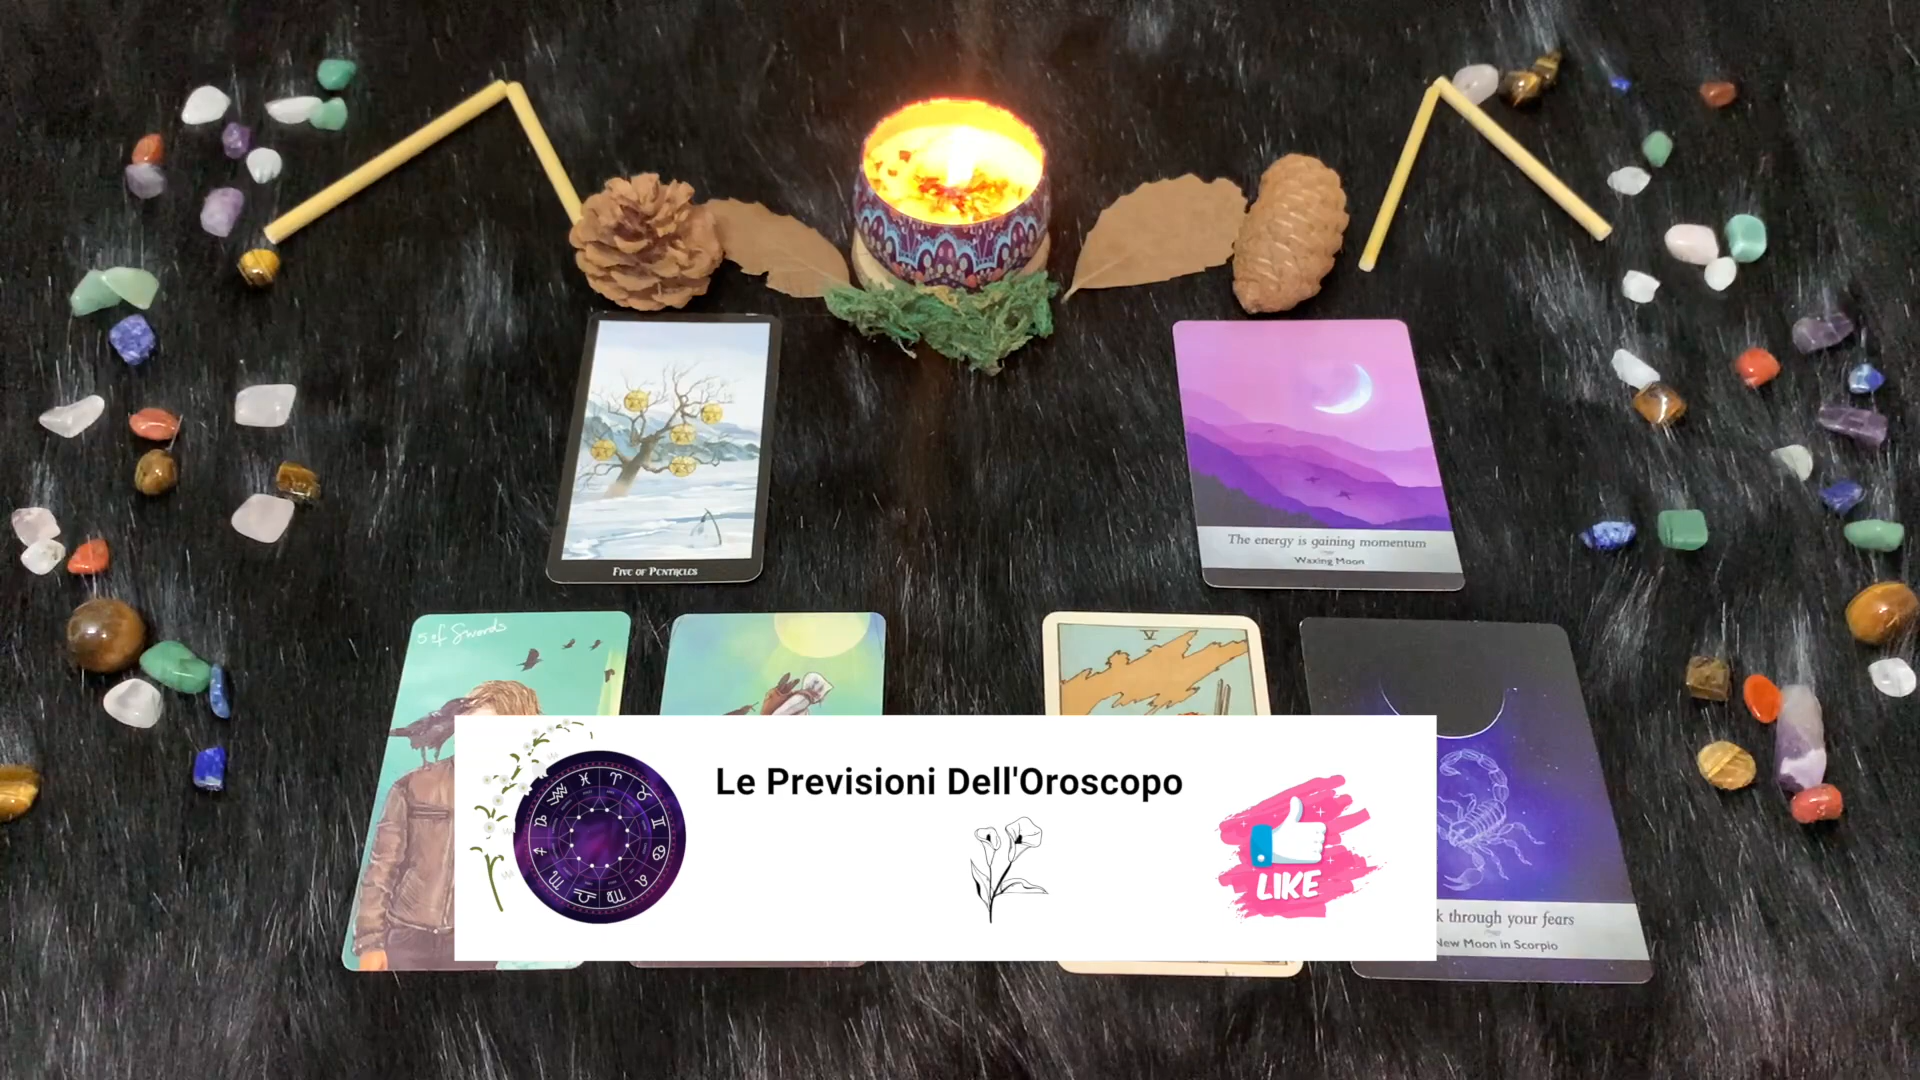 FIVE OF PENTACLES
The energy is gaining momentum
Waxing Moon
5 of Swords
V
Le Previsioni Dell'Oroscopo
LIKE
through your fears
New Moon in Scorpio